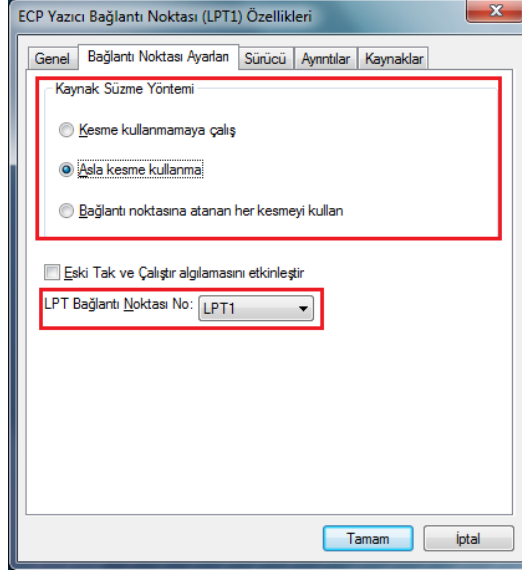 ECP Yazıcı Bağlantı Noktası (LPT1) Özellikleri
Genel Bağlantı Noktası Ayarları Sürücü Ayrıntılar Kaynaklar
Kaynak Süzme Yöntemi
Kesme kullanmamaya çalış
Asla kesme kullanma
Bağlantı noktasına atanan her kesmeyi kullan
Eski Tak ve Çalıştır algılamasını etkinleştir
LPT Bağlantı Noktası No: LPT1
Tamam İptal